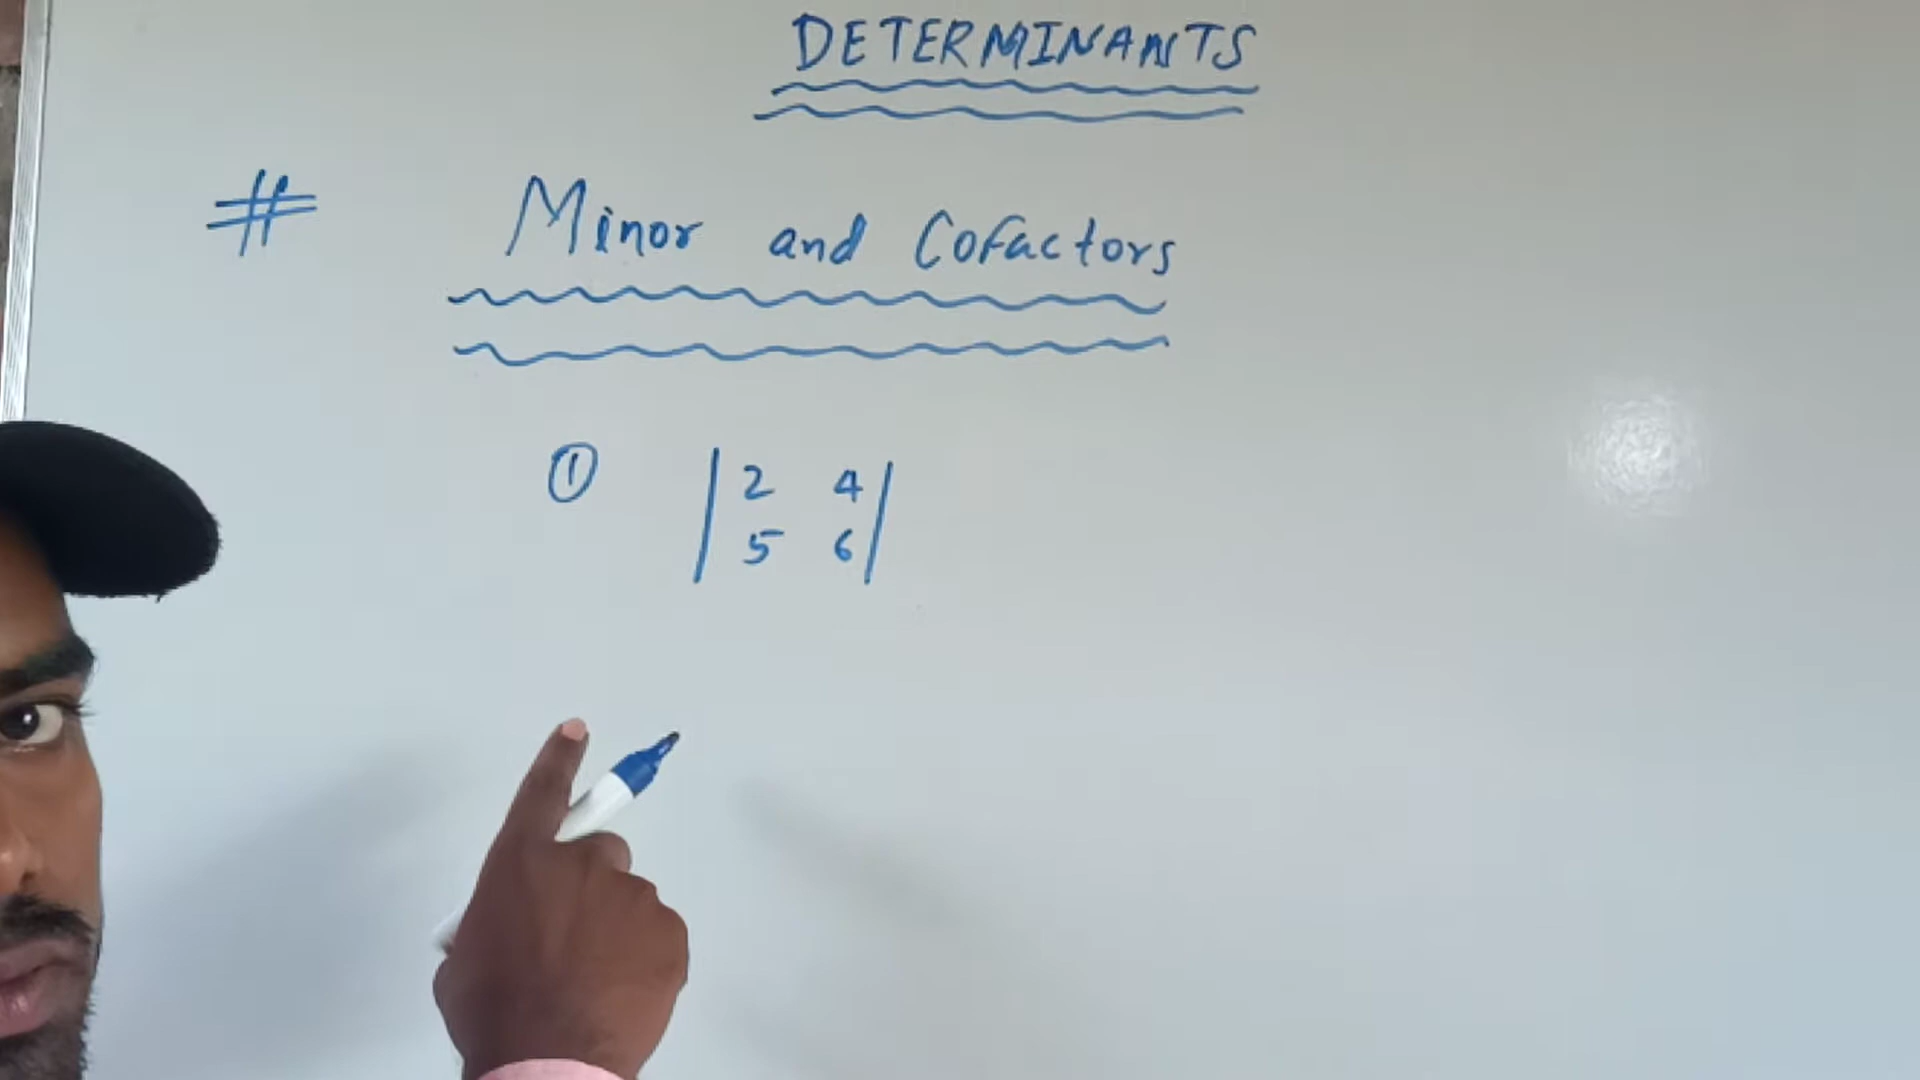 DETERMINANTS
# Minor and Cofactors
① | 2 4 |
| 5 6 |